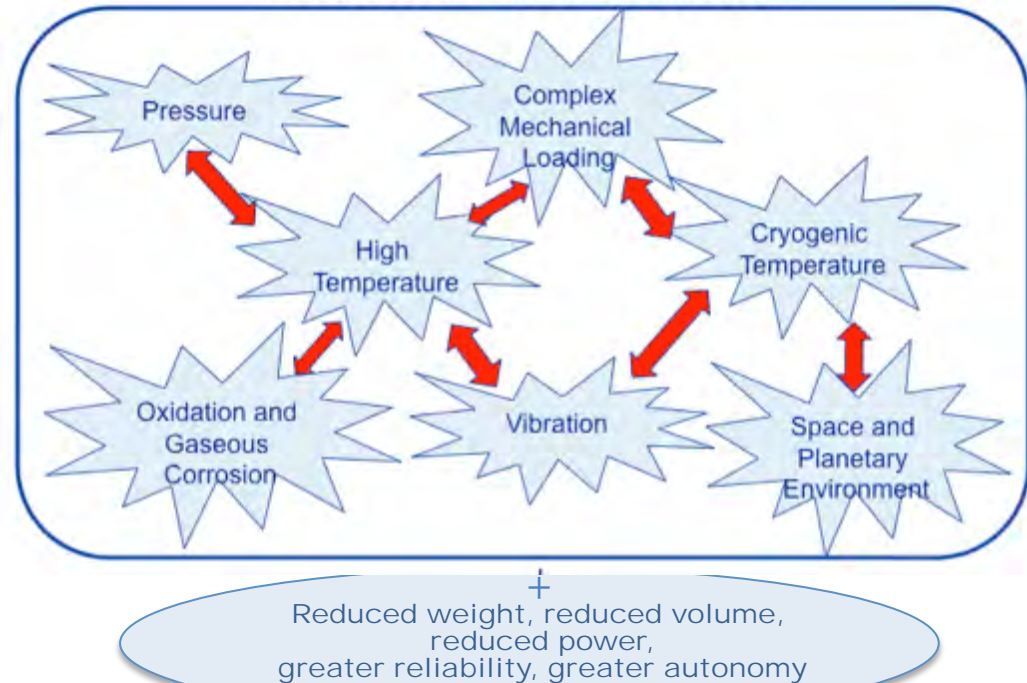 Pressure
Complex
Mechanical
Loading
High
Temperature
Cryogenic
Temperature
Oxidation and
Gaseous
Corrosion
Vibration
Space and
Planetary
Environment
+
Reduced weight, reduced volume,
reduced power,
greater reliability, greater autonomy